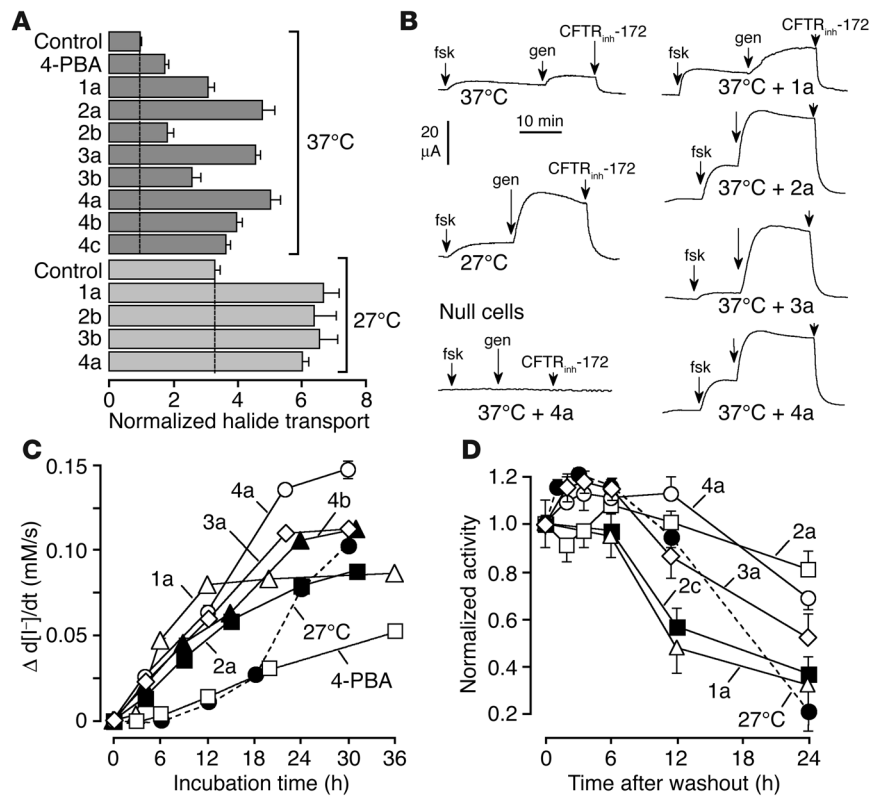 A
Control
4-PBA
1a
2a
2b
3a
3b
4a
4b
4c
37°C
Control
1a
2b
3b
4a
27°C
0 2 4 6 8
Normalized halide transport
B
fsk gen CFTRinh-172
37°C
20 µA
10 min
fsk gen CFTRinh-172
27°C
Null cells
fsk gen CFTRinh-172
37°C + 4a
fsk gen CFTRinh-172
37°C + 1a
fsk
37°C + 2a
fsk
37°C + 3a
fsk
37°C + 4a
C
Δ d[I⁻]/dt (mM/s)
0.15
0.10
0.05
0
4a
4b
3a
1a
2a
27°C
4-PBA
0 6 12 18 24 30 36
Incubation time (h)
D
Normalized activity
1.2
1.0
0.8
0.6
0.4
0.2
4a
2a
3a
2c
1a
27°C
0 6 12 18 24
Time after washout (h)